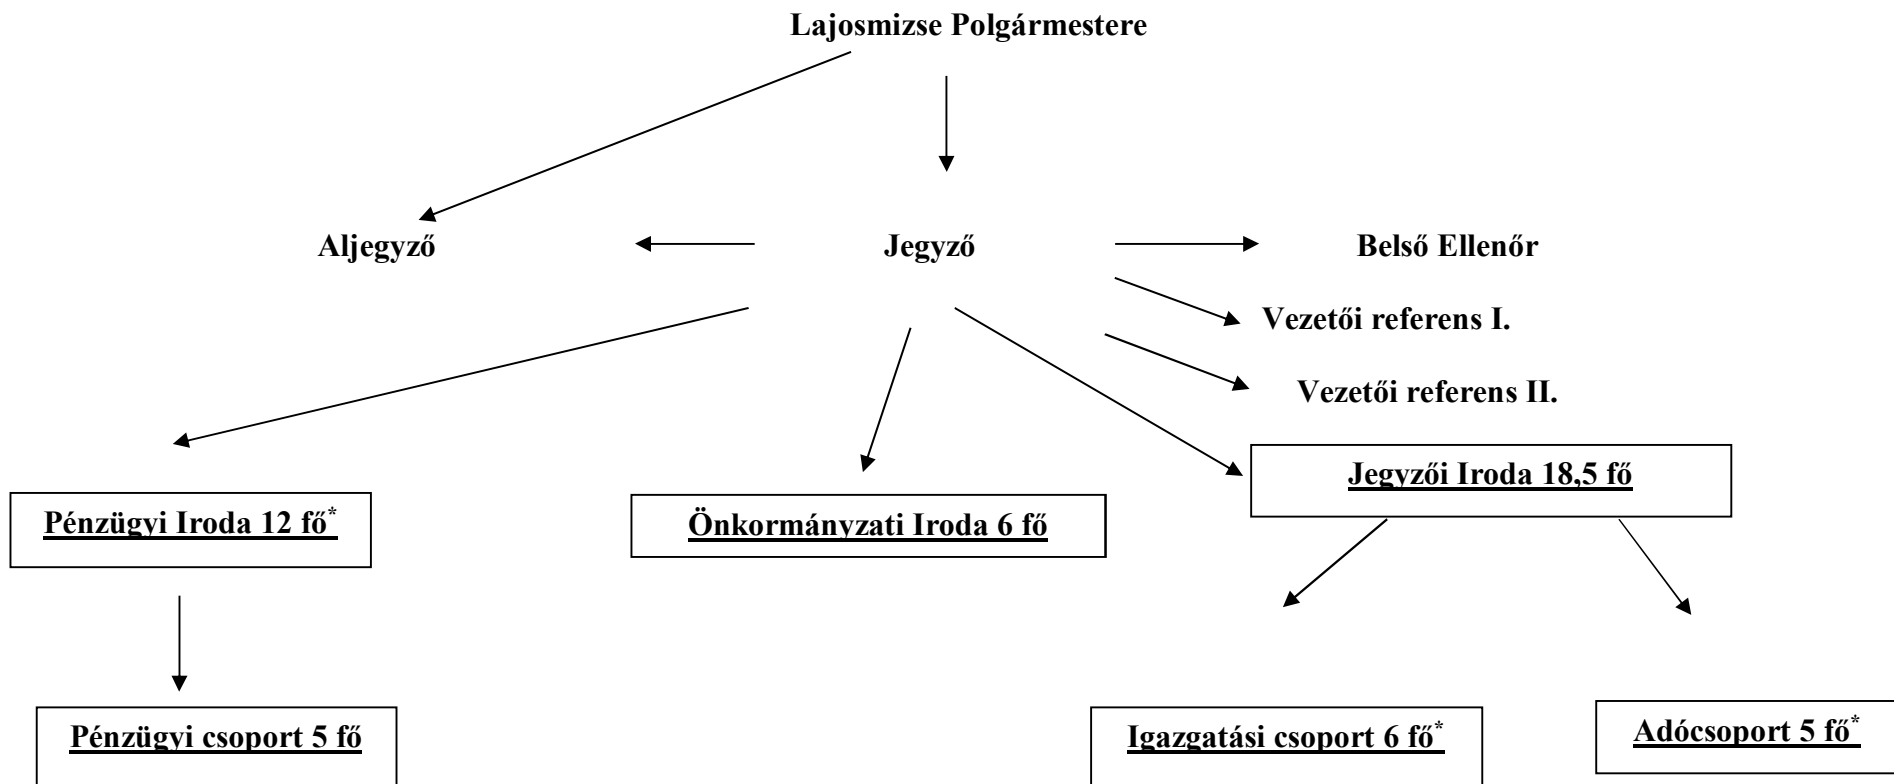 Lajosmizse Polgármestere
Aljegyző
Jegyző
Belső Ellenőr
Vezetői referens I.
Vezetői referens II.
Jegyzői Iroda 18,5 fő
Pénzügyi Iroda 12 fő*
Önkormányzati Iroda 6 fő
Pénzügyi csoport 5 fő
Igazgatási csoport 6 fő*
Adócsoport 5 fő*